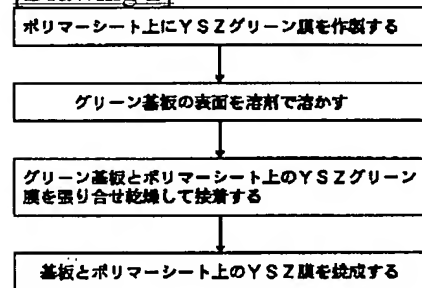 ポリマーシート上にYSZグリーン膜を作製する
グリーン基板の表面を溶剤で溶かす
グリーン基板とポリマーシート上のYSZグリーン
膜を張り合せ乾燥して接着する
基板とポリマーシート上のYSZ膜を焼成する